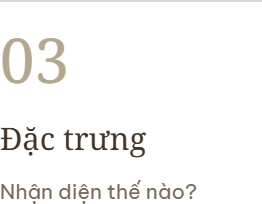 03
Đặc trưng
Nhận diện thế nào?